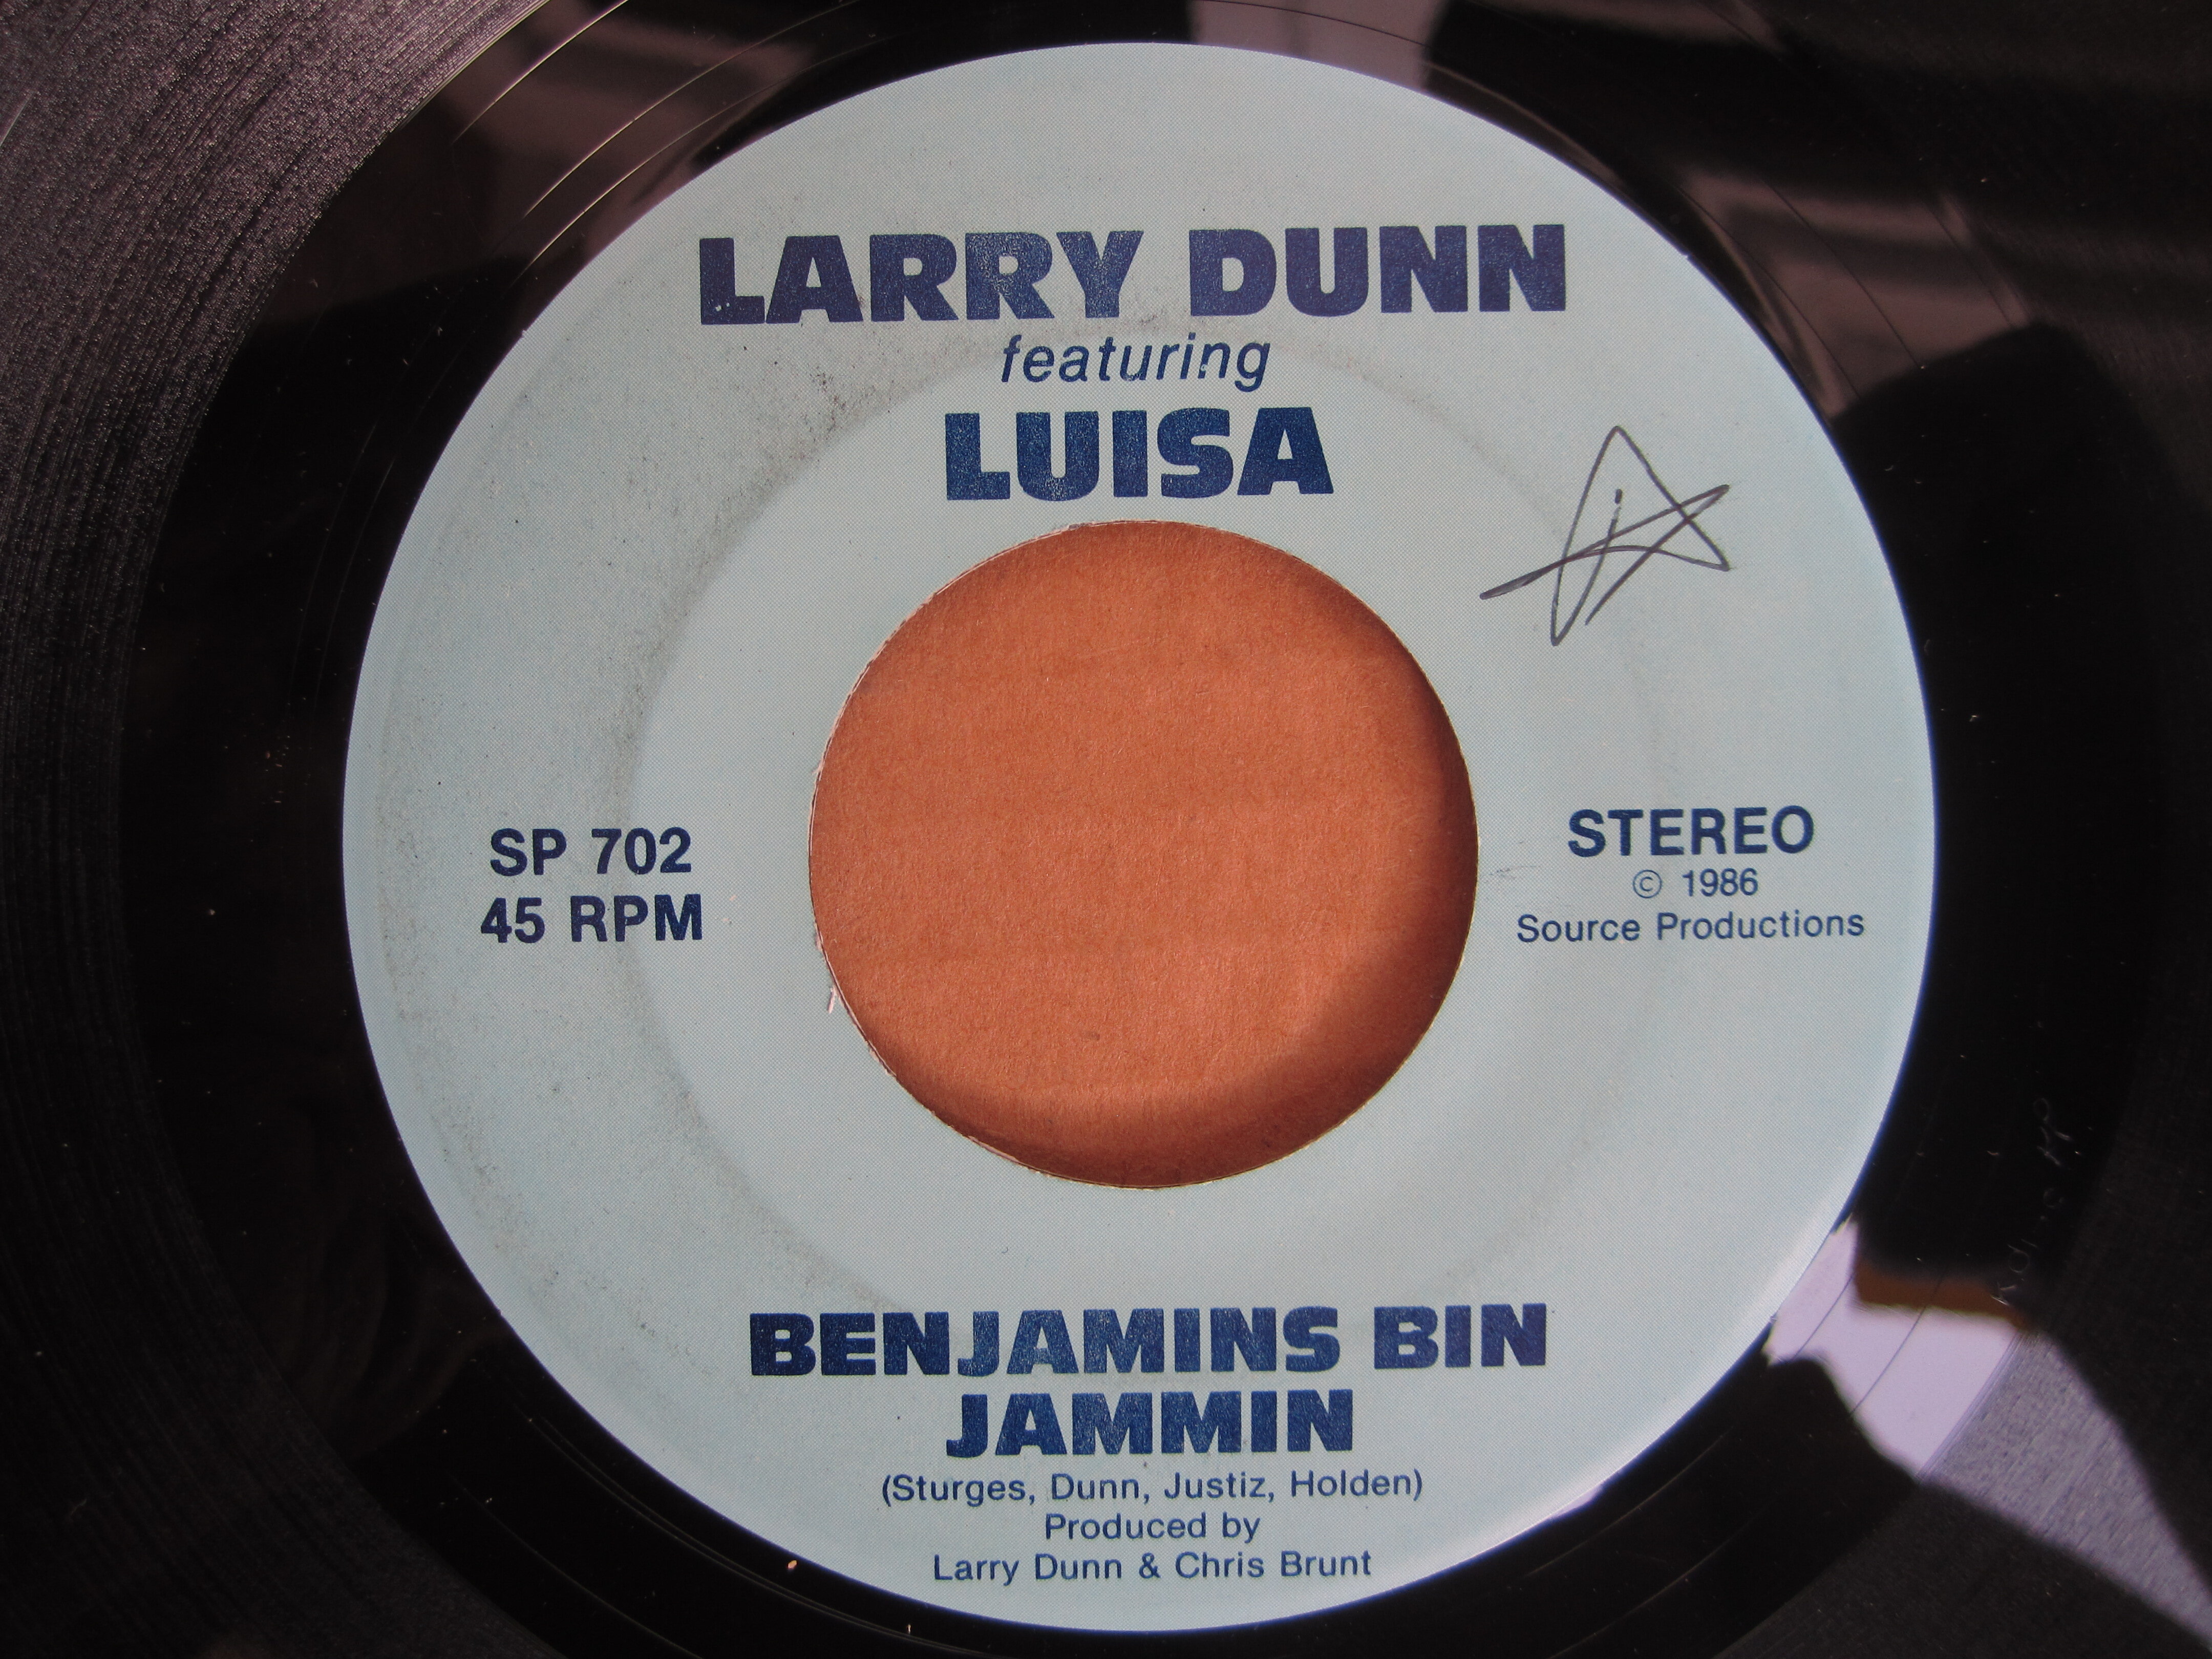 LARRY DUNN
featuring
LUISA
SP 702
45 RPM
STEREO
© 1986
Source Productions
BENJAMINS BIN
JAMMIN
(Sturges, Dunn, Justiz, Holden)
Produced by
Larry Dunn & Chris Brunt